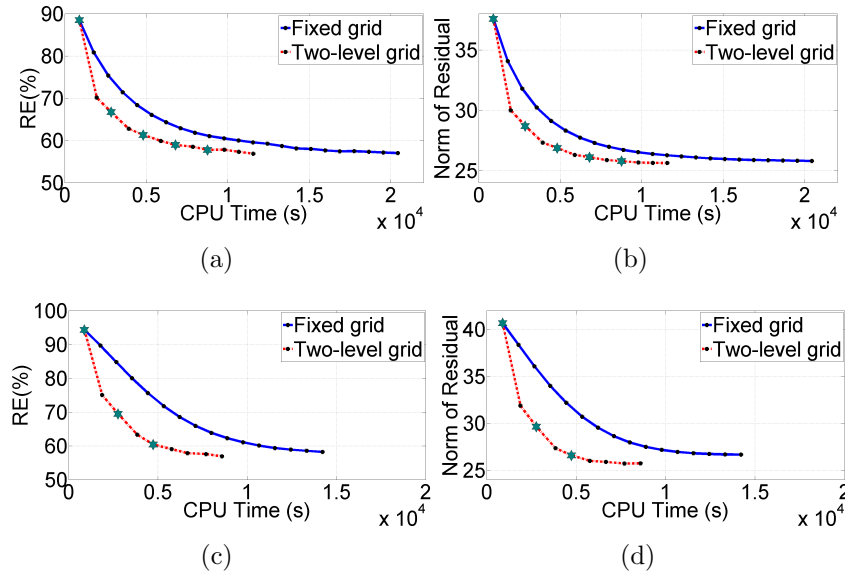 90
80
70
60
50
RE(%)
Fixed grid
Two-level grid
0 0.5 1 1.5 2
CPU Time (s)
x 10^4
(a)
35
30
25
Norm of Residual
Fixed grid
Two-level grid
0 0.5 1 1.5 2
CPU Time (s)
x 10^4
(b)
100
90
80
70
60
50
RE(%)
Fixed grid
Two-level grid
0 0.5 1 1.5 2
CPU Time (s)
x 10^4
(c)
40
35
30
25
Norm of Residual
Fixed grid
Two-level grid
0 0.5 1 1.5 2
CPU Time (s)
x 10^4
(d)